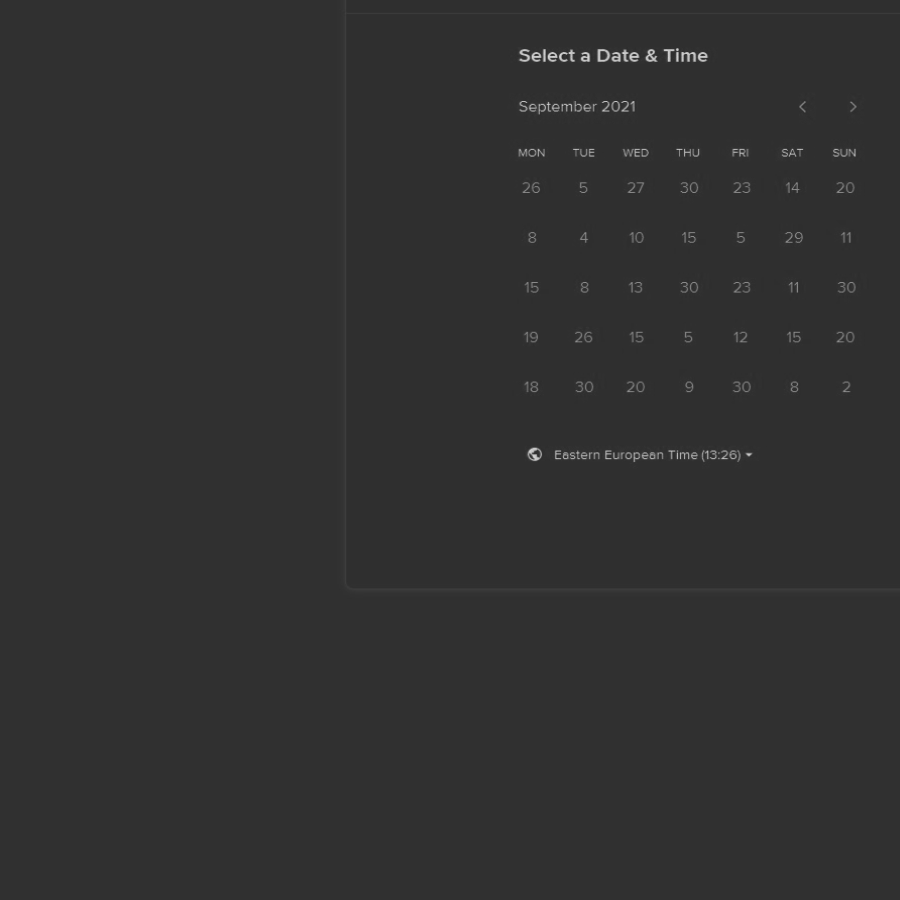 Select a Date & Time
September 2021
MON TUE WED THU FRI SAT SUN
26 5 27 30 23 14 20
8 4 10 15 5 29 11
15 8 13 30 23 11 30
19 26 15 5 12 15 20
18 30 20 9 30 8 2
Eastern European Time (13:26)